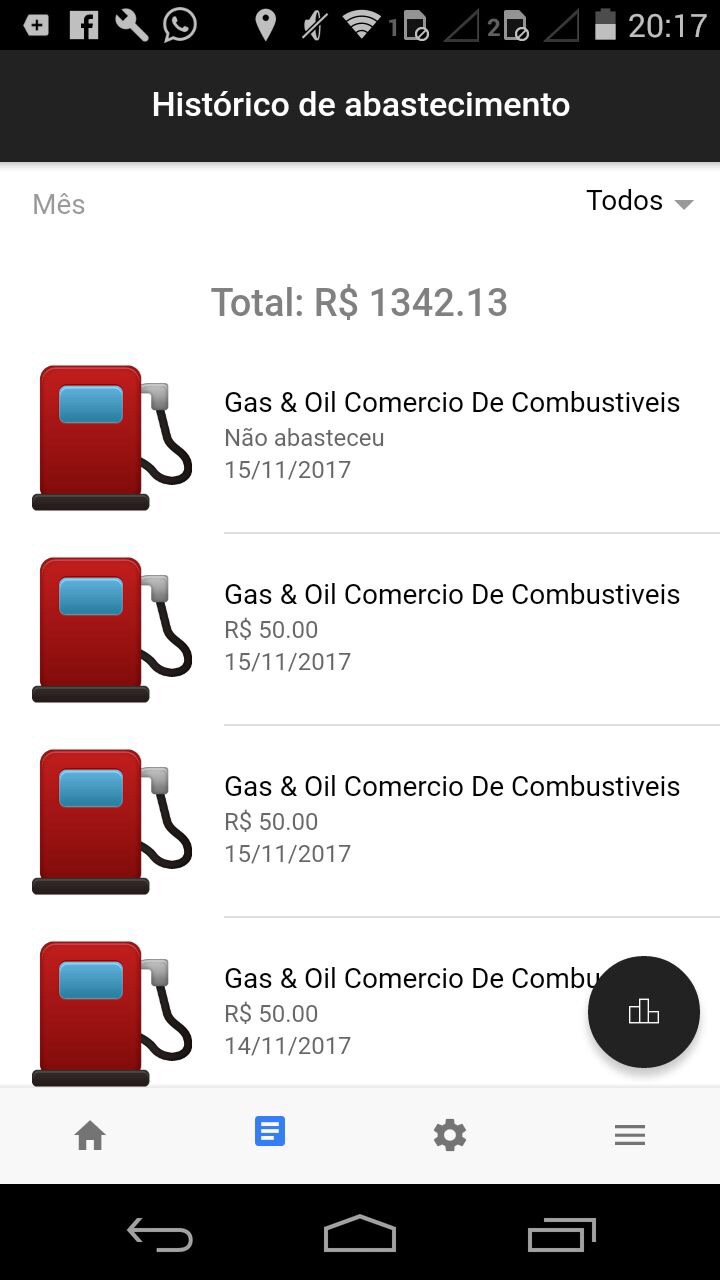 1 2 20:17
Histórico de abastecimento
Mês Todos
Total: R$ 1342.13
Gas & Oil Comercio De Combustiveis
Não abasteceu
15/11/2017
Gas & Oil Comercio De Combustiveis
R$ 50.00
15/11/2017
Gas & Oil Comercio De Combustiveis
R$ 50.00
15/11/2017
Gas & Oil Comercio De Combu
R$ 50.00
14/11/2017